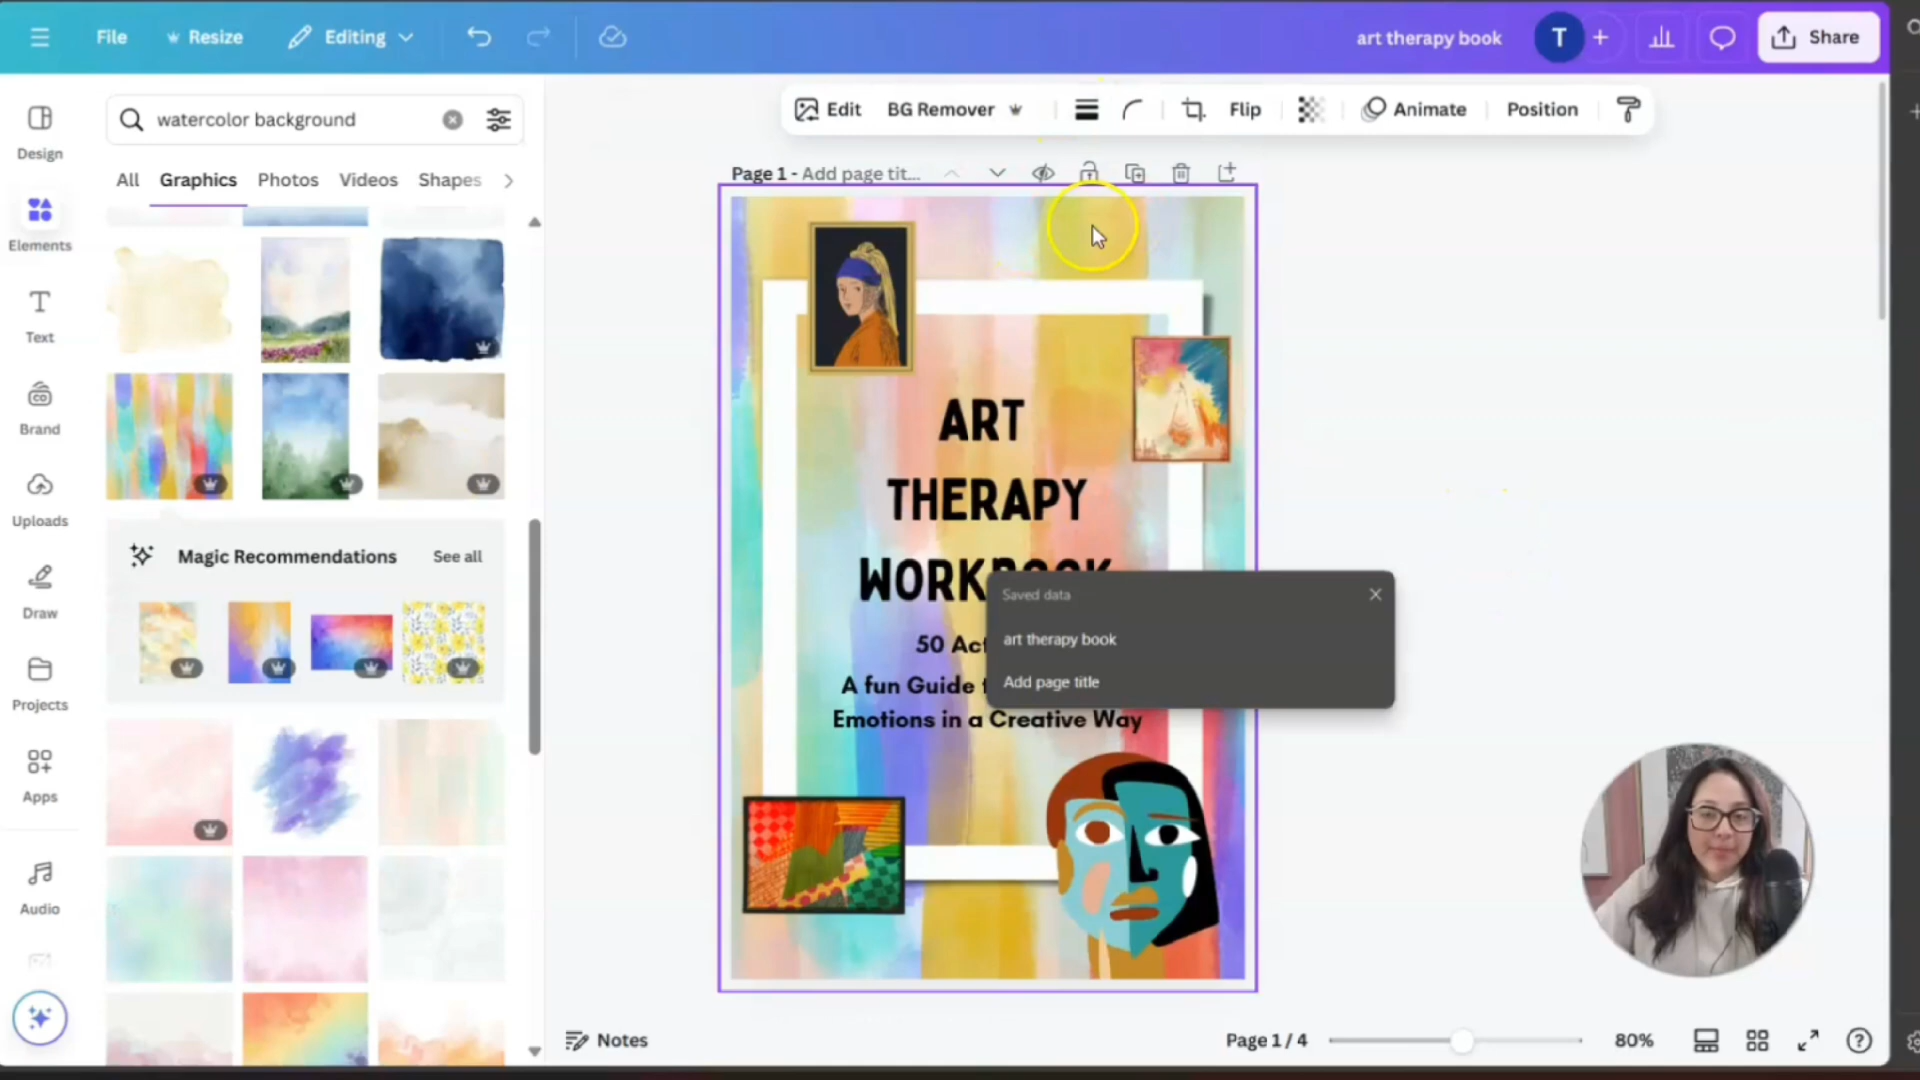 File
Resize
Editing
art therapy book
T
Share
Design
Elements
Text
Brand
Uploads
Draw
Projects
Apps
Audio
watercolor background
All
Graphics
Photos
Videos
Shapes
Magic Recommendations
See all
Edit
BG Remover
Flip
Animate
Position
Page 1 - Add page tit...
ART
THERAPY
50
A fun Guide
Emotions in a Creative Way
Saved data
art therapy book
Add page title
Notes
Page 1 / 4
80%